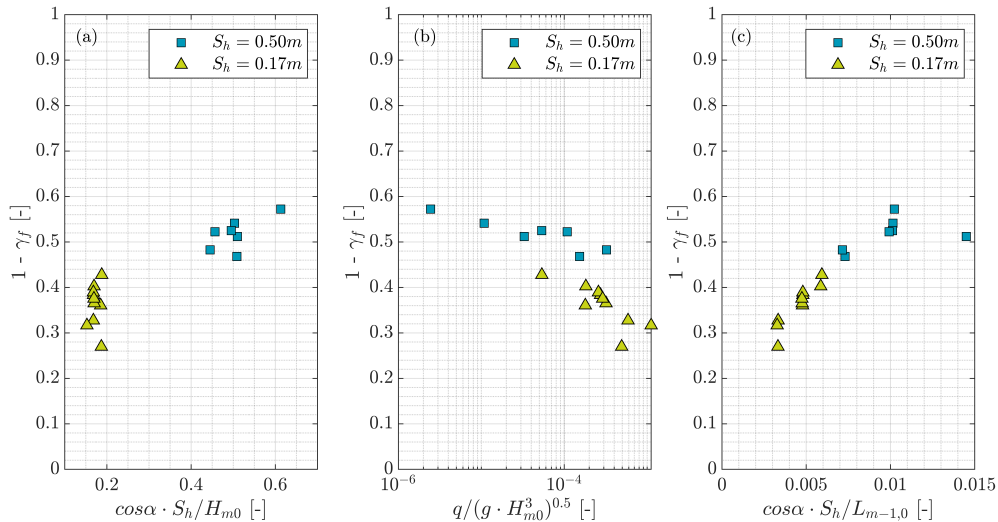 (a)
S_h = 0.50m
S_h = 0.17m
1
0.9
0.8
0.7
0.6
0.5
0.4
0.3
0.2
0.1
0
1 - γ_f [-]
0.2 0.4 0.6
cosα · S_h/H_{m0} [-]
(b)
S_h = 0.50m
S_h = 0.17m
1
0.9
0.8
0.7
0.6
0.5
0.4
0.3
0.2
0.1
0
1 - γ_f [-]
10^{-6} 10^{-4}
q/(g · H_{m0}^3)^{0.5} [-]
(c)
S_h = 0.50m
S_h = 0.17m
1
0.9
0.8
0.7
0.6
0.5
0.4
0.3
0.2
0.1
0
1 - γ_f [-]
0 0.005 0.01 0.015
cosα · S_h/L_{m-1,0} [-]